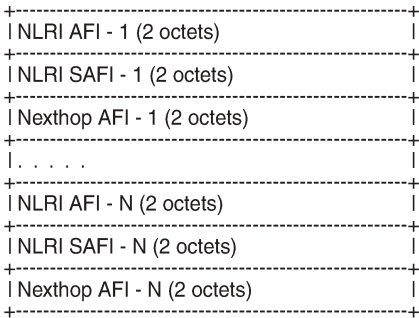 +-----------------------------------------------------+
| NLRI AFI - 1 (2 octets) |
+-----------------------------------------------------+
| NLRI SAFI - 1 (2 octets) |
+-----------------------------------------------------+
| Nexthop AFI - 1 (2 octets) |
+-----------------------------------------------------+
| . . . . . |
+-----------------------------------------------------+
| NLRI AFI - N (2 octets) |
+-----------------------------------------------------+
| NLRI SAFI - N (2 octets) |
+-----------------------------------------------------+
| Nexthop AFI - N (2 octets) |
+-----------------------------------------------------+